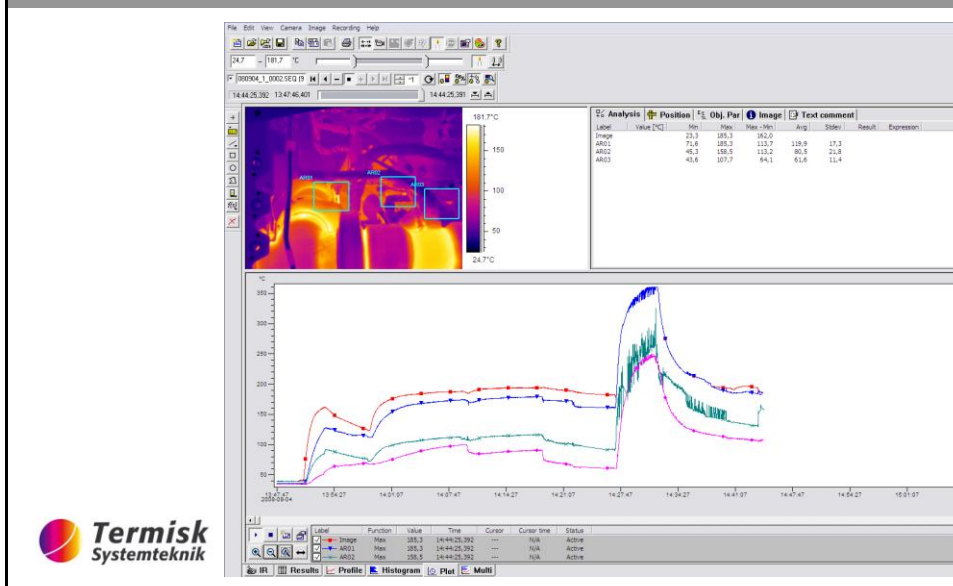 File Edit View Camera Image Recording Help
24,7 - 181,7 °C
080904_1_0002.SEQ (9
14:44:25,392 13:47:46,401 14:44:25,391
AR01 AR02 AR03
181.7°C
150
100
50
24.7°C
Analysis Position Obj. Par Image Text comment
Label Value [°C] Min Max Max - Min Avg Stdev Result Expression
Image 23,3 185,3 162,0
AR01 71,6 185,3 113,7 119,9 17,3
AR02 45,3 158,5 113,2 80,5 21,8
AR03 43,6 107,7 64,1 61,6 11,4
°C
350
300
250
200
150
100
50
13:47:47 13:54:27 14:01:07 14:07:47 14:14:27 14:21:07 14:27:47 14:34:27 14:41:07 14:47:47 14:54:27 15:01:07
2008-09-04
Label Function Value Time Cursor Cursor time Status
Image Max 185,3 14:44:25,392 --- N/A Active
AR01 Max 185,3 14:44:25,392 --- N/A Active
AR02 Max 158,5 14:44:25,392 --- N/A Active
IR Results Profile Histogram Plot Multi
Termisk
Systemteknik